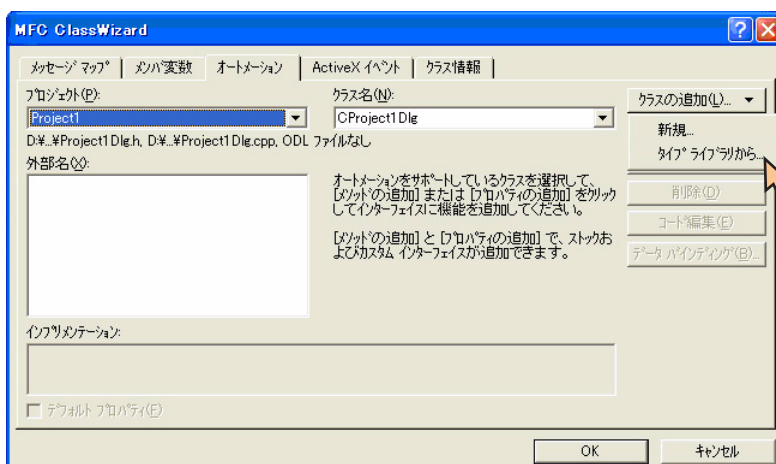 MFC ClassWizard
メッセージ マップ メンバ変数 オートメーション ActiveX イベント クラス情報
プロジェクト(P): クラス名(N): クラスの追加(L)...
Project1 CProject1Dlg 新規...
D:¥...¥Project1Dlg.h, D:¥...¥Project1Dlg.cpp, ODL ファイルなし
タイプ ライブラリから...
外部名(X):
オートメーションをサポートしているクラスを選択して、
[メソッドの追加] または [プロパティの追加] をクリック
してインターフェイスに機能を追加してください。
削除(D)
コード編集(E)
[メソッドの追加] と [プロパティの追加] で、ストックお
よびカスタム インターフェイスが追加できます。
データ バインディング(B)...
インプリメンテーション:
デフォルト プロパティ(F)
OK キャンセル